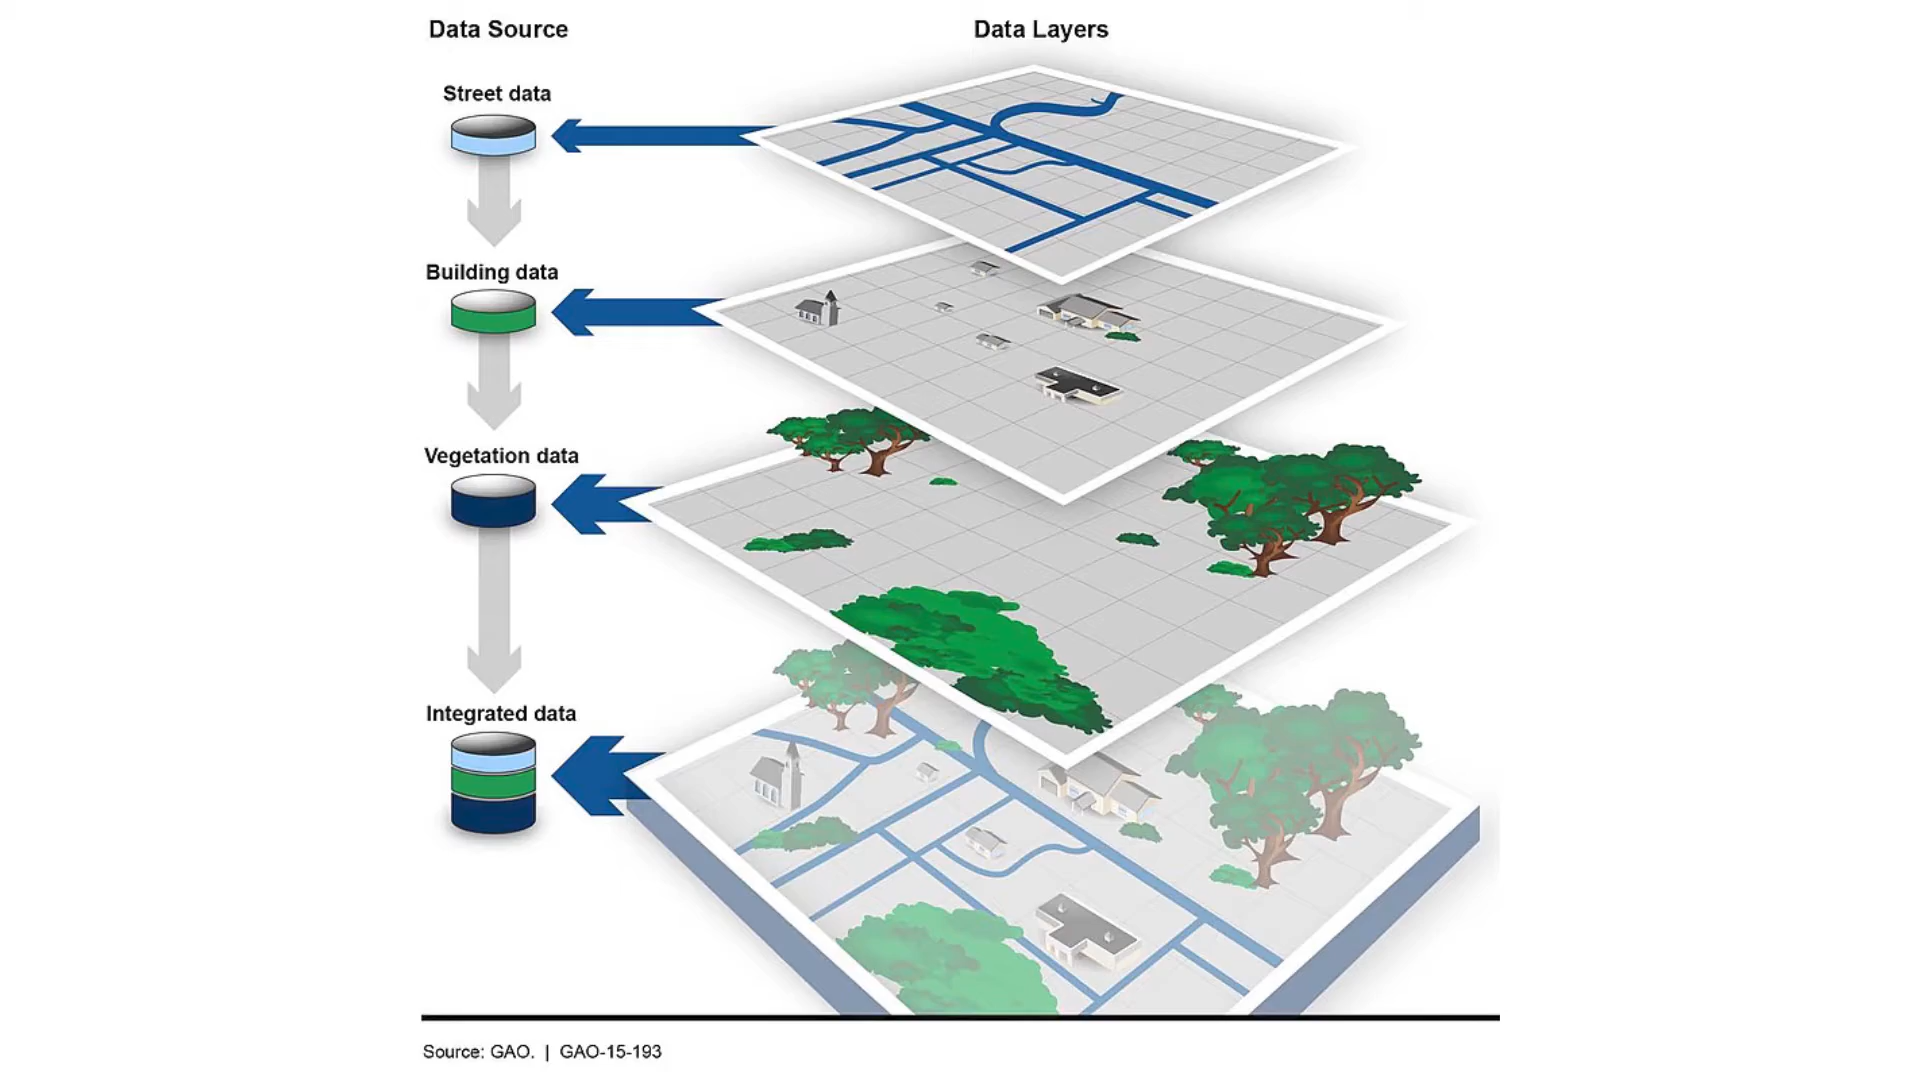 Data Source
Data Layers
Street data
Building data
Vegetation data
Integrated data
Source: GAO. | GAO-15-193